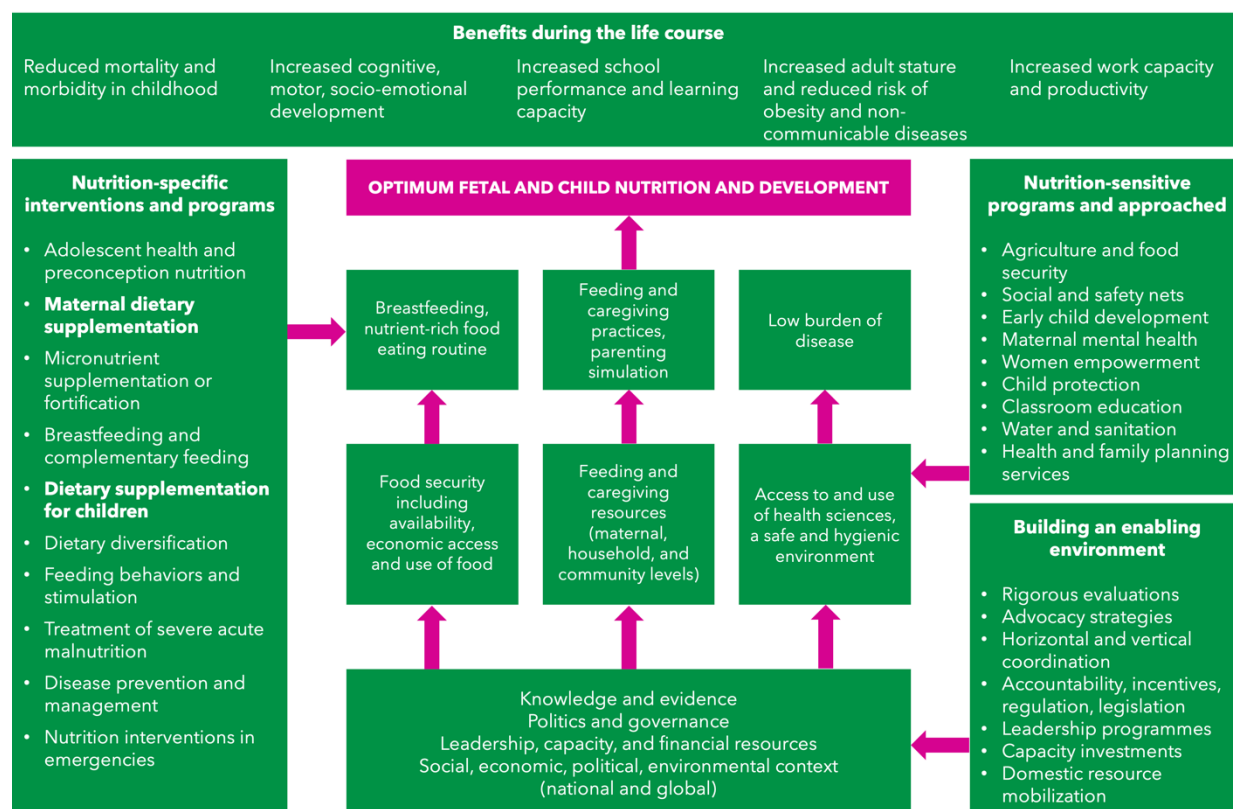 Benefits during the life course
Reduced mortality and
morbidity in childhood
Increased cognitive,
motor, socio-emotional
development
Increased school
performance and learning
capacity
Increased adult stature
and reduced risk of
obesity and non-
communicable diseases
Increased work capacity
and productivity
Nutrition-specific
interventions and programs
• Adolescent health and
preconception nutrition
• Maternal dietary
supplementation
• Micronutrient
supplementation or
fortification
• Breastfeeding and
complementary feeding
• Dietary supplementation
for children
• Dietary diversification
• Feeding behaviors and
stimulation
• Treatment of severe acute
malnutrition
• Disease prevention and
management
• Nutrition interventions in
emergencies
OPTIMUM FETAL AND CHILD NUTRITION AND DEVELOPMENT
Breastfeeding,
nutrient-rich food
eating routine
Feeding and
caregiving
practices,
parenting
simulation
Low burden of
disease
Food security
including
availability,
economic access
and use of food
Feeding and
caregiving
resources
(maternal,
household, and
community levels)
Access to and use
of health sciences,
a safe and hygienic
environment
Knowledge and evidence
Politics and governance
Leadership, capacity, and financial resources
Social, economic, political, environmental context
(national and global)
Nutrition-sensitive
programs and approached
• Agriculture and food
security
• Social and safety nets
• Early child development
• Maternal mental health
• Women empowerment
• Child protection
• Classroom education
• Water and sanitation
• Health and family planning
services
Building an enabling
environment
• Rigorous evaluations
• Advocacy strategies
• Horizontal and vertical
coordination
• Accountability, incentives,
regulation, legislation
• Leadership programmes
• Capacity investments
• Domestic resource
mobilization